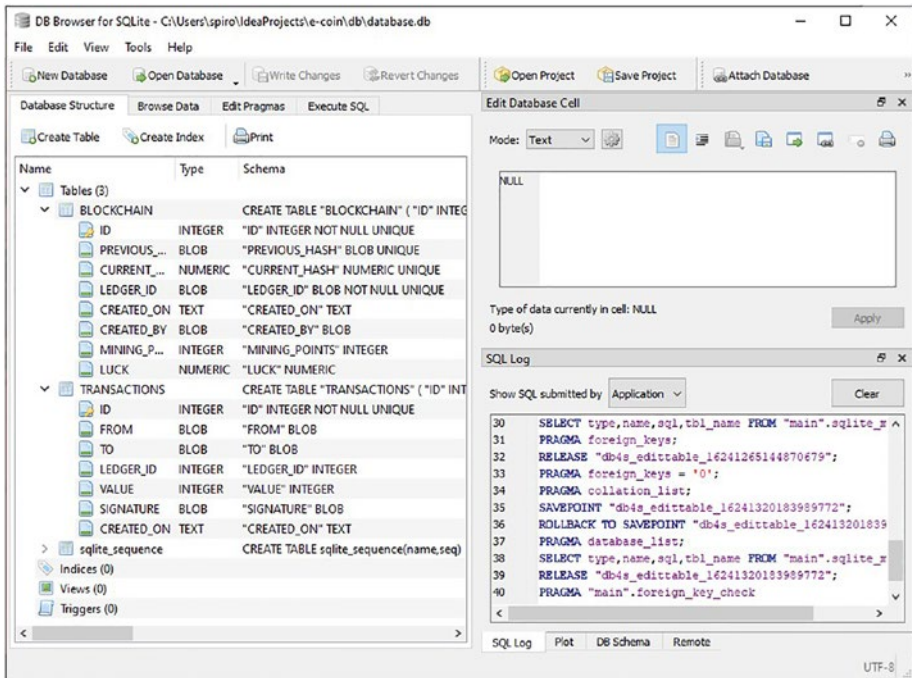 DB Browser for SQLite - C:\Users\spiro\IdeaProjects\e-coin\db\database.db
File Edit View Tools Help
New Database Open Database Write Changes Revert Changes Open Project Save Project Attach Database »
Database Structure Browse Data Edit Pragmas Execute SQL
Create Table Create Index Print
Name Type Schema
Tables (3)
BLOCKCHAIN CREATE TABLE "BLOCKCHAIN" ( "ID" INTEG
ID INTEGER "ID" INTEGER NOT NULL UNIQUE
PREVIOUS_... BLOB "PREVIOUS_HASH" BLOB UNIQUE
CURRENT_... NUMERIC "CURRENT_HASH" NUMERIC UNIQUE
LEDGER_ID BLOB "LEDGER_ID" BLOB NOT NULL UNIQUE
CREATED_ON TEXT "CREATED_ON" TEXT
CREATED_BY BLOB "CREATED_BY" BLOB
MINING_P... INTEGER "MINING_POINTS" INTEGER
LUCK NUMERIC "LUCK" NUMERIC
TRANSACTIONS CREATE TABLE "TRANSACTIONS" ( "ID" INT
ID INTEGER "ID" INTEGER NOT NULL UNIQUE
FROM BLOB "FROM" BLOB
TO BLOB "TO" BLOB
LEDGER_ID INTEGER "LEDGER_ID" INTEGER
VALUE INTEGER "VALUE" INTEGER
SIGNATURE BLOB "SIGNATURE" BLOB
CREATED_ON TEXT "CREATED_ON" TEXT
sqlite_sequence CREATE TABLE sqlite_sequence(name,seq)
Indices (0)
Views (0)
Triggers (0)
Edit Database Cell
Mode: Text
NULL
Type of data currently in cell: NULL
0 byte(s)
Apply
SQL Log
Show SQL submitted by Application Clear
30 SELECT type,name,sql,tbl_name FROM "main".sqlite_m
31 PRAGMA foreign_keys;
32 RELEASE "db4s_edittable_16241265144870679";
33 PRAGMA foreign_keys = '0';
34 PRAGMA collation_list;
35 SAVEPOINT "db4s_edittable_16241320183989772";
36 ROLLBACK TO SAVEPOINT "db4s_edittable_162413201839
37 PRAGMA database_list;
38 SELECT type,name,sql,tbl_name FROM "main".sqlite_m
39 RELEASE "db4s_edittable_16241320183989772";
40 PRAGMA "main".foreign_key_check
SQL Log Plot DB Schema Remote
UTF-8